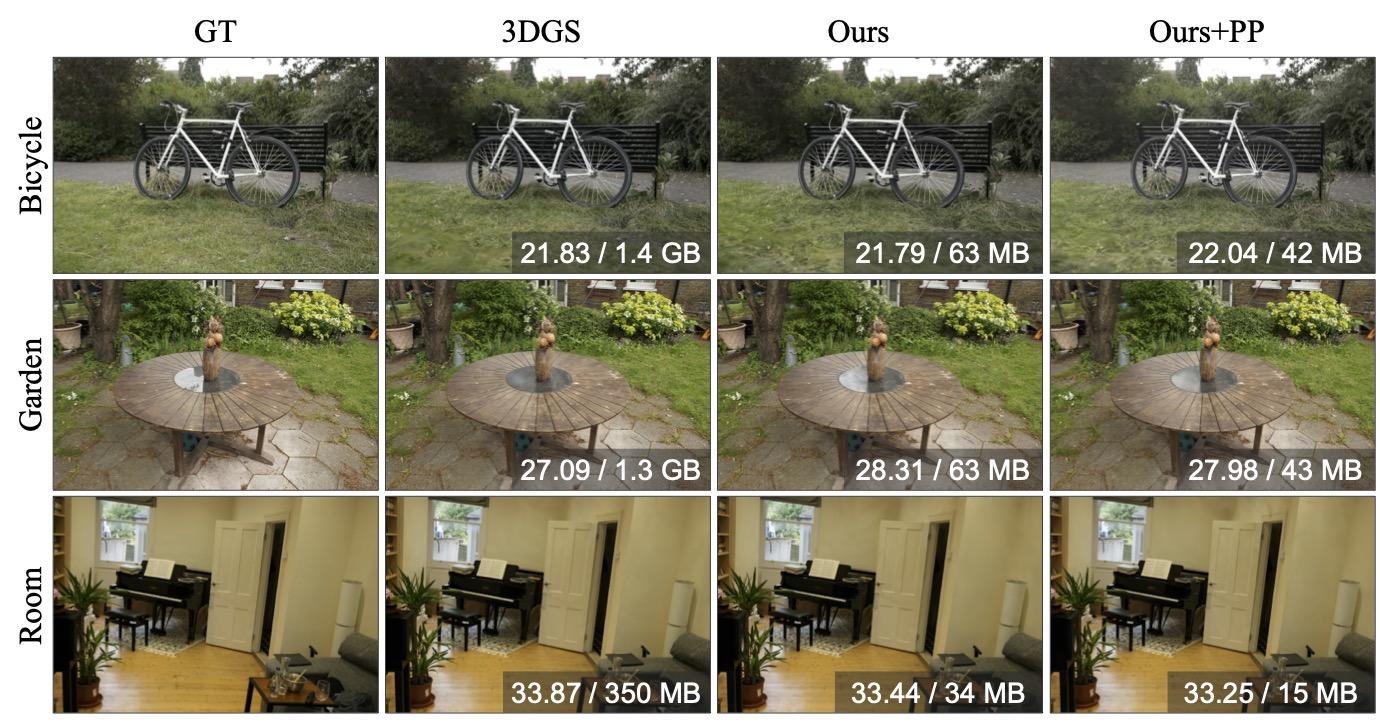 GT 3DGS Ours Ours+PP
Bicycle
21.83 / 1.4 GB
21.79 / 63 MB
22.04 / 42 MB
Garden
27.09 / 1.3 GB
28.31 / 63 MB
27.98 / 43 MB
Room
33.87 / 350 MB
33.44 / 34 MB
33.25 / 15 MB